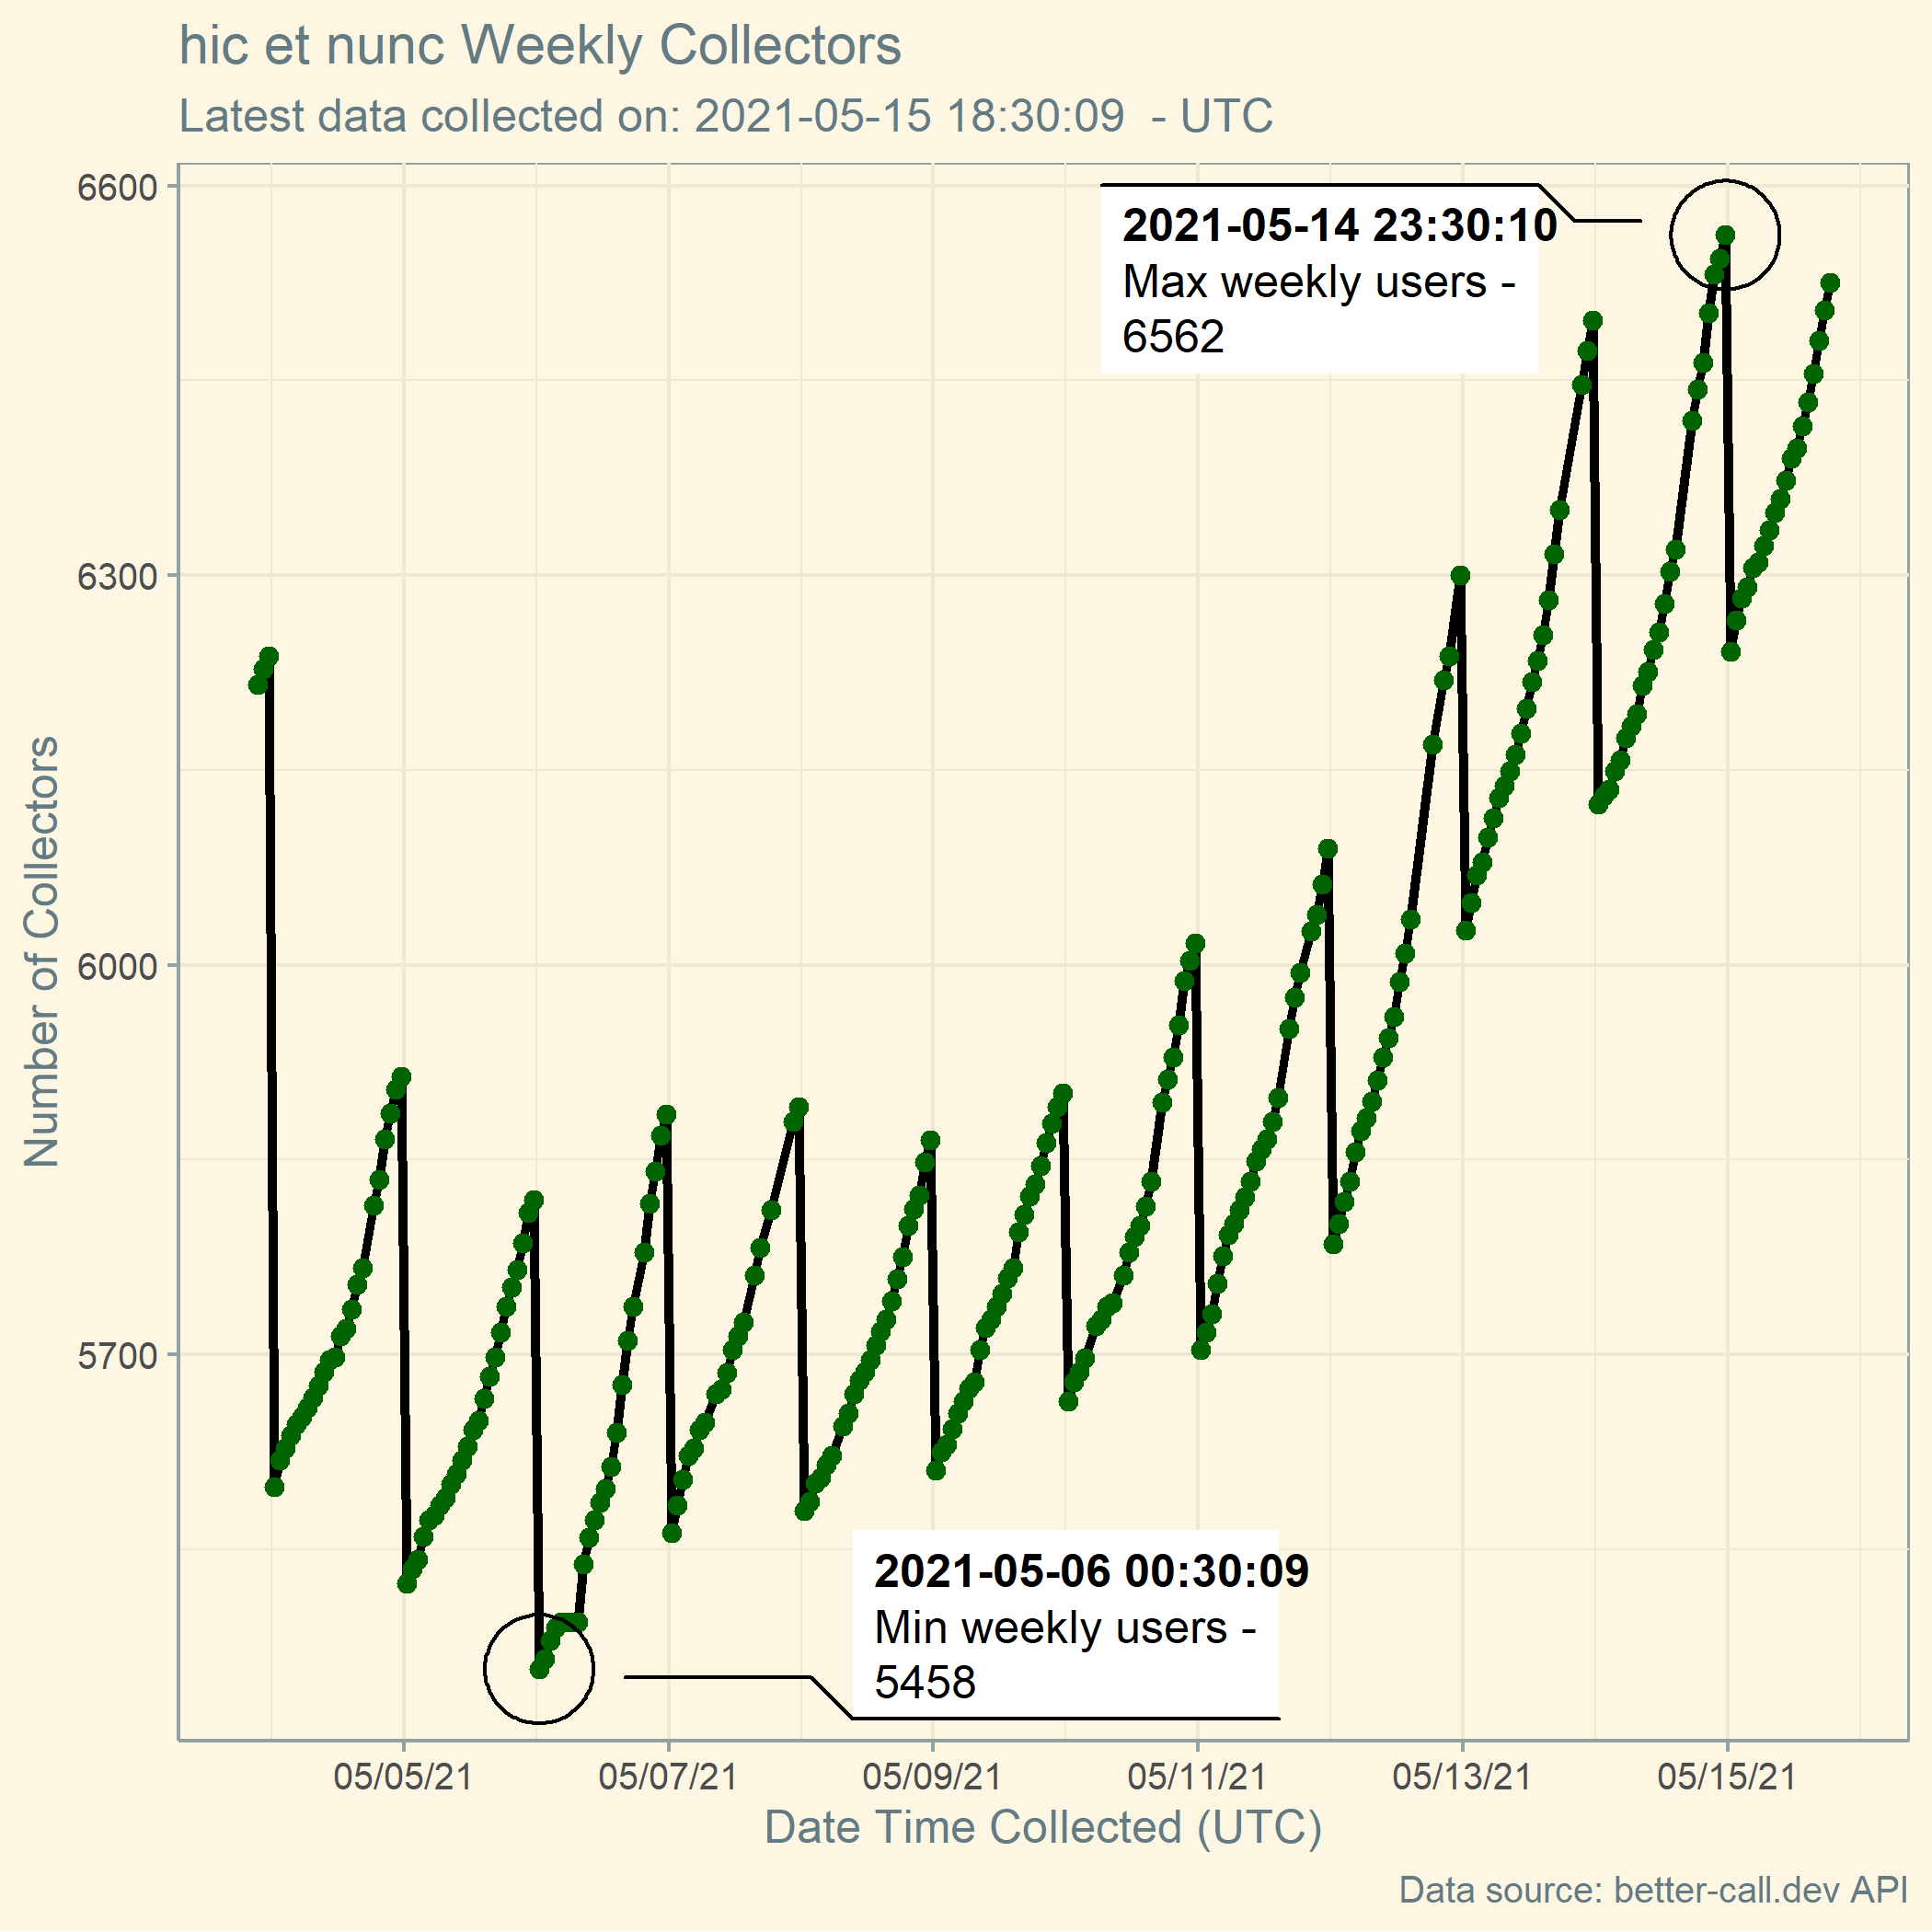 hic et nunc Weekly Collectors
Latest data collected on: 2021-05-15 18:30:09  - UTC
6600
6300
6000
5700
Number of Collectors
2021-05-14 23:30:10
Max weekly users -
6562
2021-05-06 00:30:09
Min weekly users -
5458
05/05/21
05/07/21
05/09/21
05/11/21
05/13/21
05/15/21
Date Time Collected (UTC)
Data source: better-call.dev API